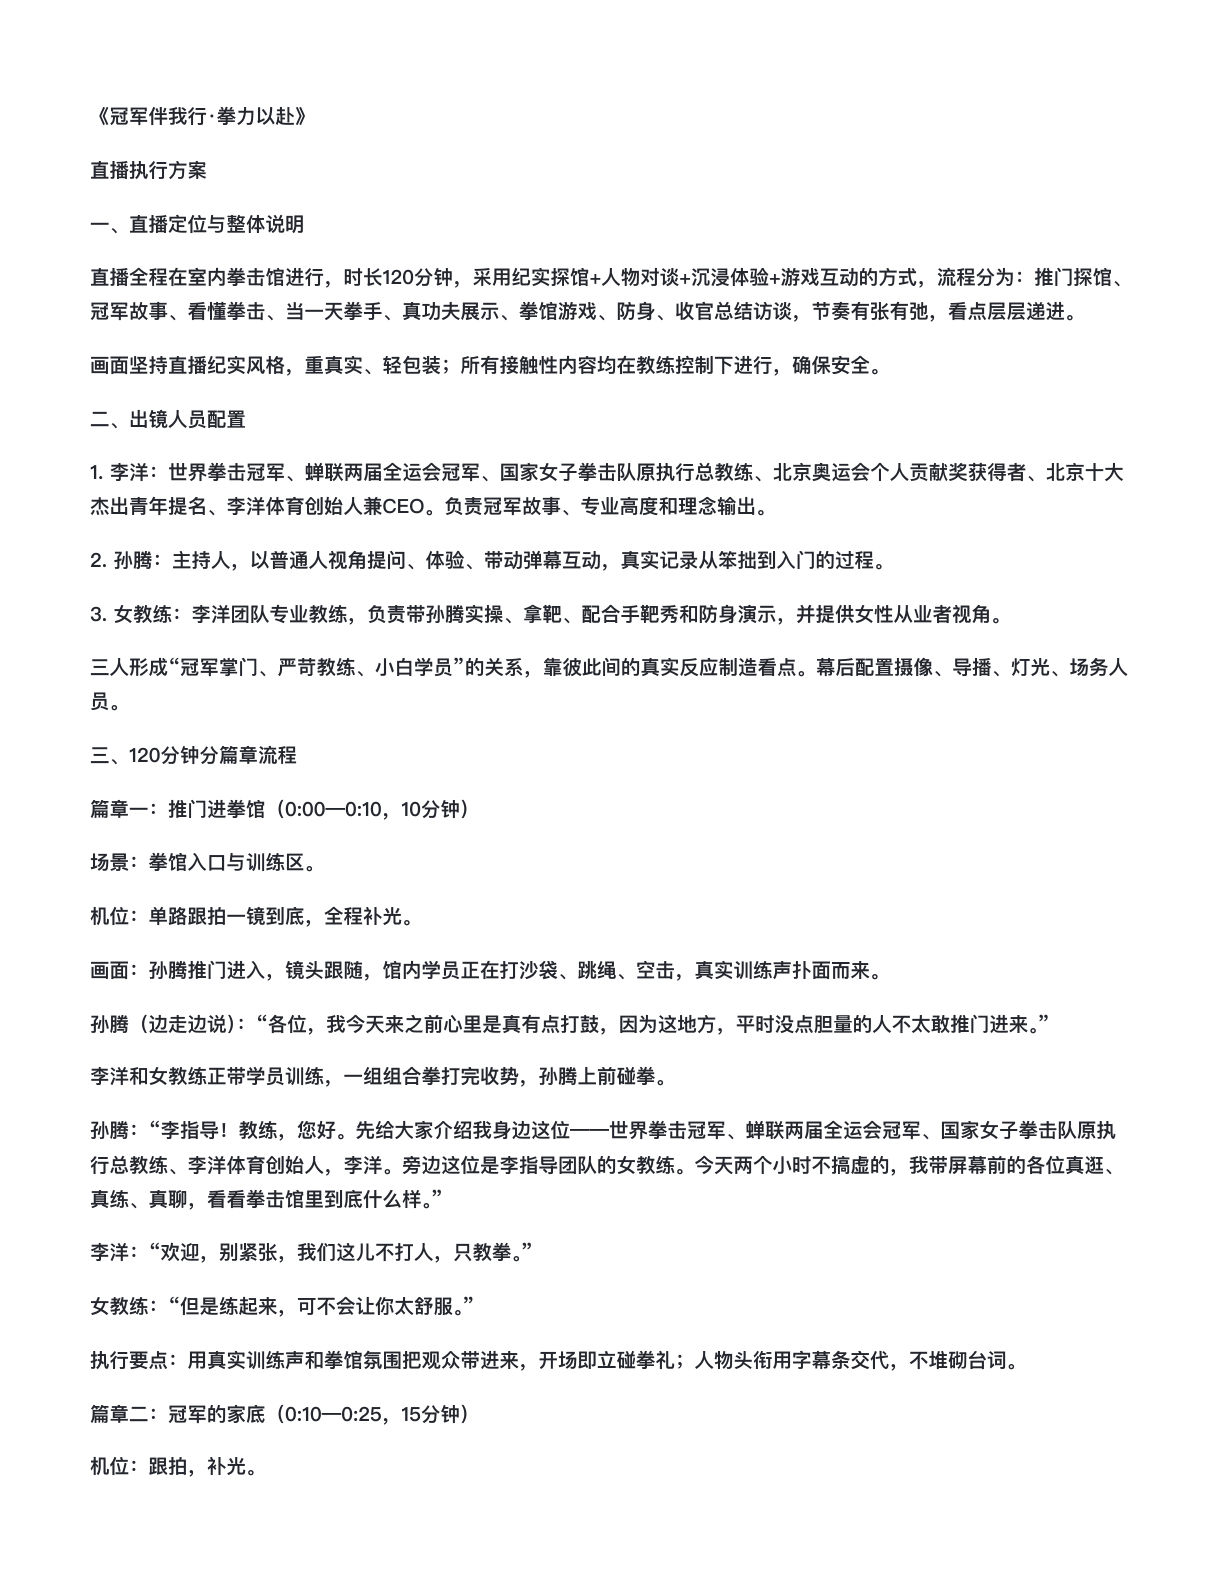 《冠军伴我行·拳力以赴》
直播执行方案
一、直播定位与整体说明
直播全程在室内拳击馆进行，时长120分钟，采用纪实探馆+人物对谈+沉浸体验+游戏互动的方式，流程分为：推门探馆、
冠军故事、看懂拳击、当一天拳手、真功夫展示、拳馆游戏、防身、收官总结访谈，节奏有张有弛，看点层层递进。
画面坚持直播纪实风格，重真实、轻包装；所有接触性内容均在教练控制下进行，确保安全。
二、出镜人员配置
1. 李洋：世界拳击冠军、蝉联两届全运会冠军、国家女子拳击队原执行总教练、北京奥运会个人贡献奖获得者、北京十大
杰出青年提名、李洋体育创始人兼CEO。负责冠军故事、专业高度和理念输出。
2. 孙腾：主持人，以普通人视角提问、体验、带动弹幕互动，真实记录从笨拙到入门的过程。
3. 女教练：李洋团队专业教练，负责带孙腾实操、拿靶、配合手靶秀和防身演示，并提供女性从业者视角。
三人形成“冠军掌门、严苛教练、小白学员”的关系，靠彼此间的真实反应制造看点。幕后配置摄像、导播、灯光、场务人
员。
三、120分钟分篇章流程
篇章一：推门进拳馆（0:00—0:10，10分钟）
场景：拳馆入口与训练区。
机位：单路跟拍一镜到底，全程补光。
画面：孙腾推门进入，镜头跟随，馆内学员正在打沙袋、跳绳、空击，真实训练声扑面而来。
孙腾（边走边说）：“各位，我今天来之前心里是真有点打鼓，因为这地方，平时没点胆量的人不太敢推门进来。”
李洋和女教练正带学员训练，一组组合拳打完收势，孙腾上前碰拳。
孙腾：“李指导！教练，您好。先给大家介绍我身边这位——世界拳击冠军、蝉联两届全运会冠军、国家女子拳击队原执
行总教练、李洋体育创始人，李洋。旁边这位是李指导团队的女教练。今天两个小时不搞虚的，我带屏幕前的各位真逛、
真练、真聊，看看拳击馆里到底什么样。”
李洋：“欢迎，别紧张，我们这儿不打人，只教拳。”
女教练：“但是练起来，可不会让你太舒服。”
执行要点：用真实训练声和拳馆氛围把观众带进来，开场即立碰拳礼；人物头衔用字幕条交代，不堆砌台词。
篇章二：冠军的家底（0:10—0:25，15分钟）
机位：跟拍，补光。